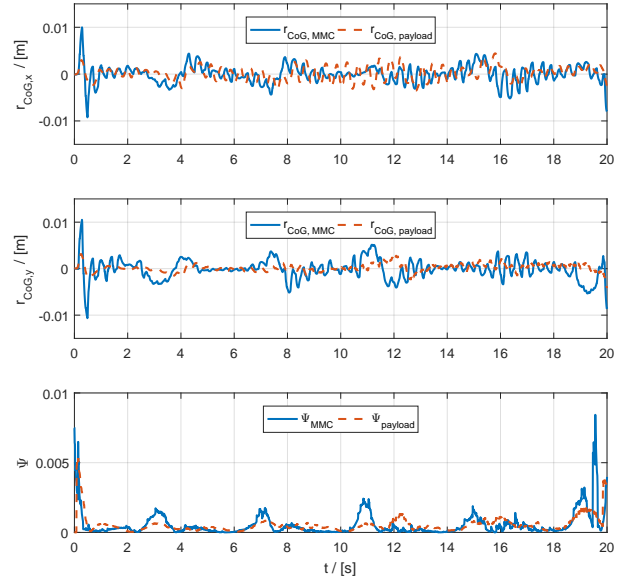 r_CoG, MMC r_CoG, payload
r_CoG,x / [m]
0.01
0
-0.01
0 2 4 6 8 10 12 14 16 18 20
r_CoG, MMC r_CoG, payload
r_CoG,y / [m]
0.01
0
-0.01
0 2 4 6 8 10 12 14 16 18 20
Ψ_MMC Ψ_payload
Ψ
0.01
0.005
0
0 2 4 6 8 10 12 14 16 18 20
t / [s]